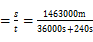 = s/t = 1463000m/36000s+240s